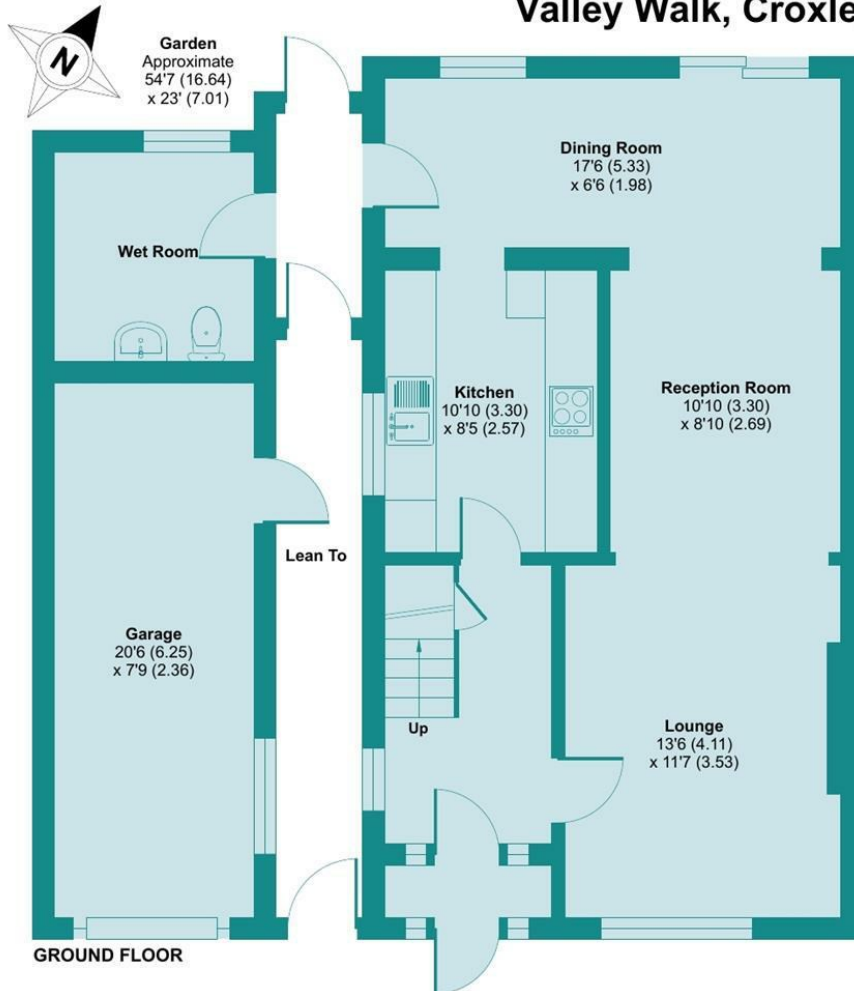 Valley Walk, Croxle
N
Garden
Approximate
54'7 (16.64)
x 23' (7.01)
Dining Room
17'6 (5.33)
x 6'6 (1.98)
Wet Room
Kitchen
10'10 (3.30)
x 8'5 (2.57)
Reception Room
10'10 (3.30)
x 8'10 (2.69)
Lean To
Garage
20'6 (6.25)
x 7'9 (2.36)
Up
Lounge
13'6 (4.11)
x 11'7 (3.53)
GROUND FLOOR